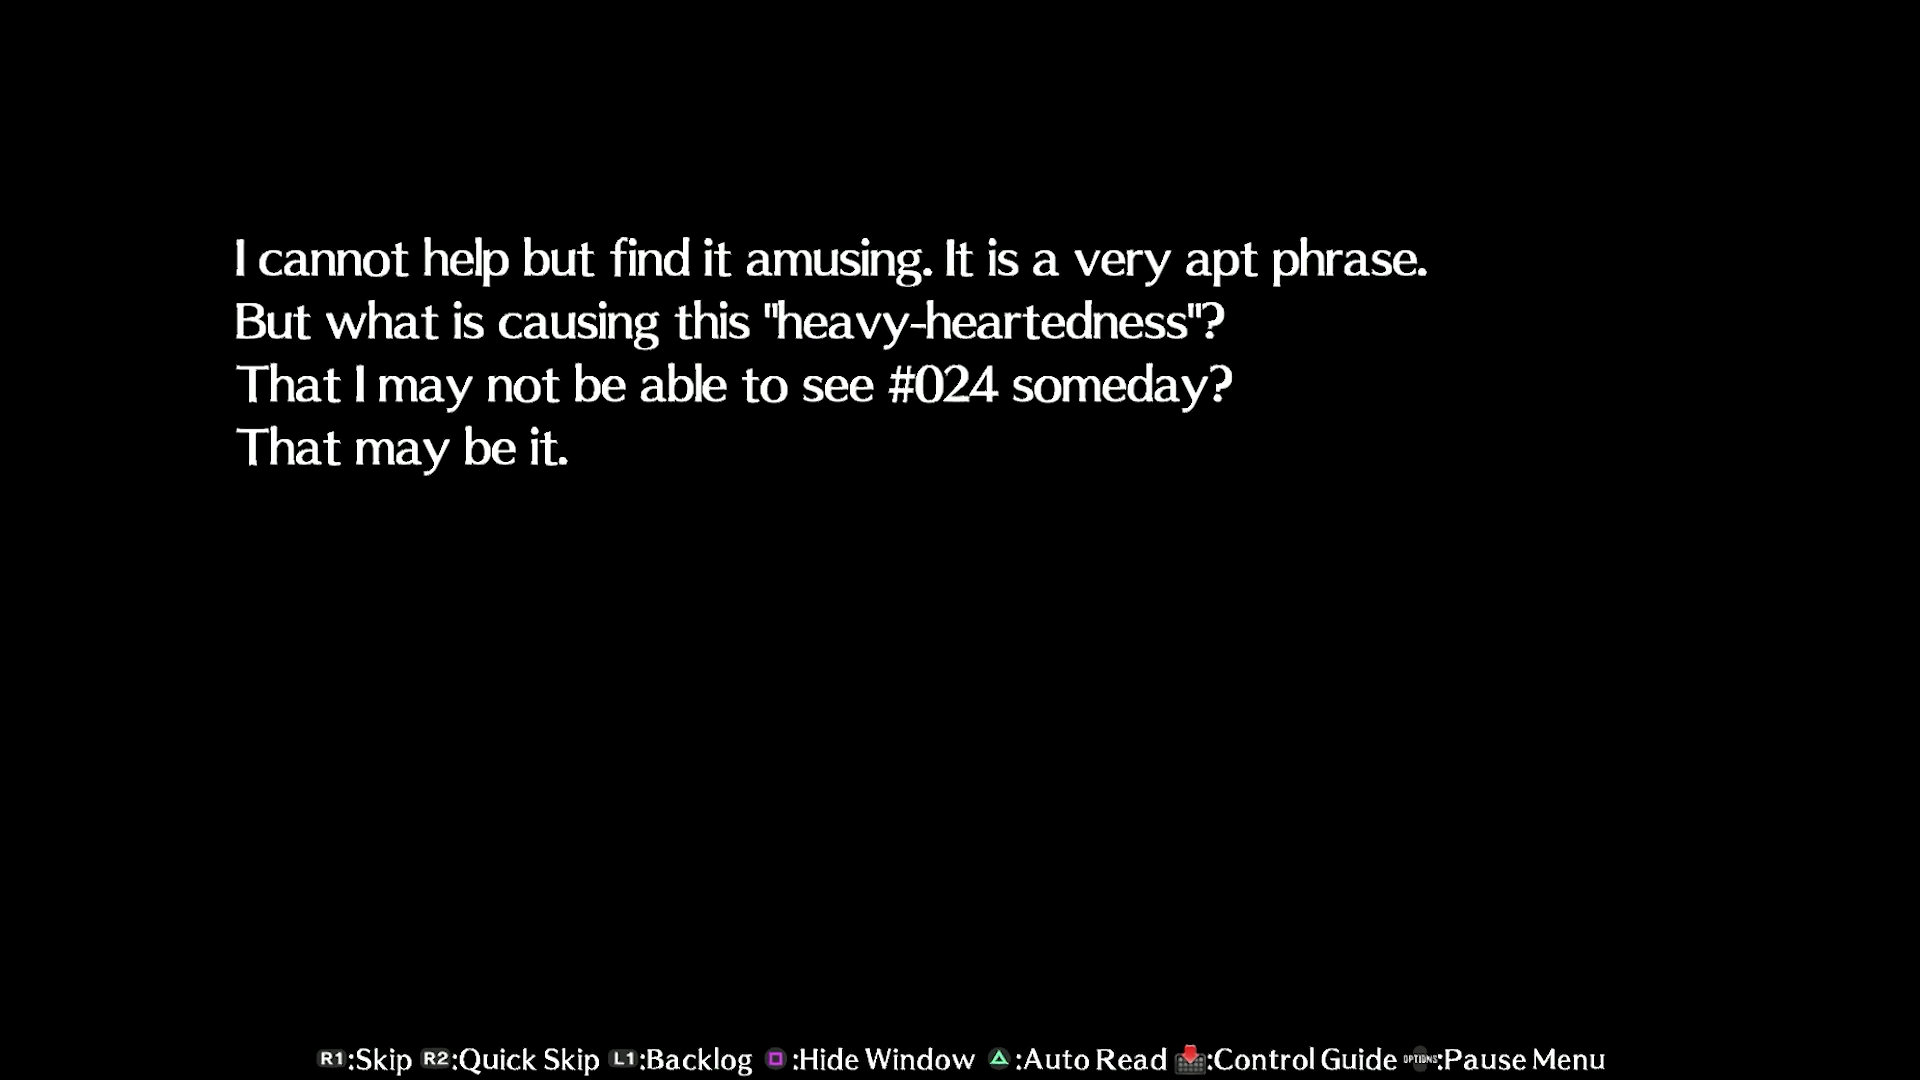 I cannot help but find it amusing. It is a very apt phrase.
But what is causing this "heavy-heartedness"?
That I may not be able to see #024 someday?
That may be it.
R1:Skip R2:Quick Skip L1:Backlog :Hide Window :Auto Read :Control Guide OPTIONS:Pause Menu